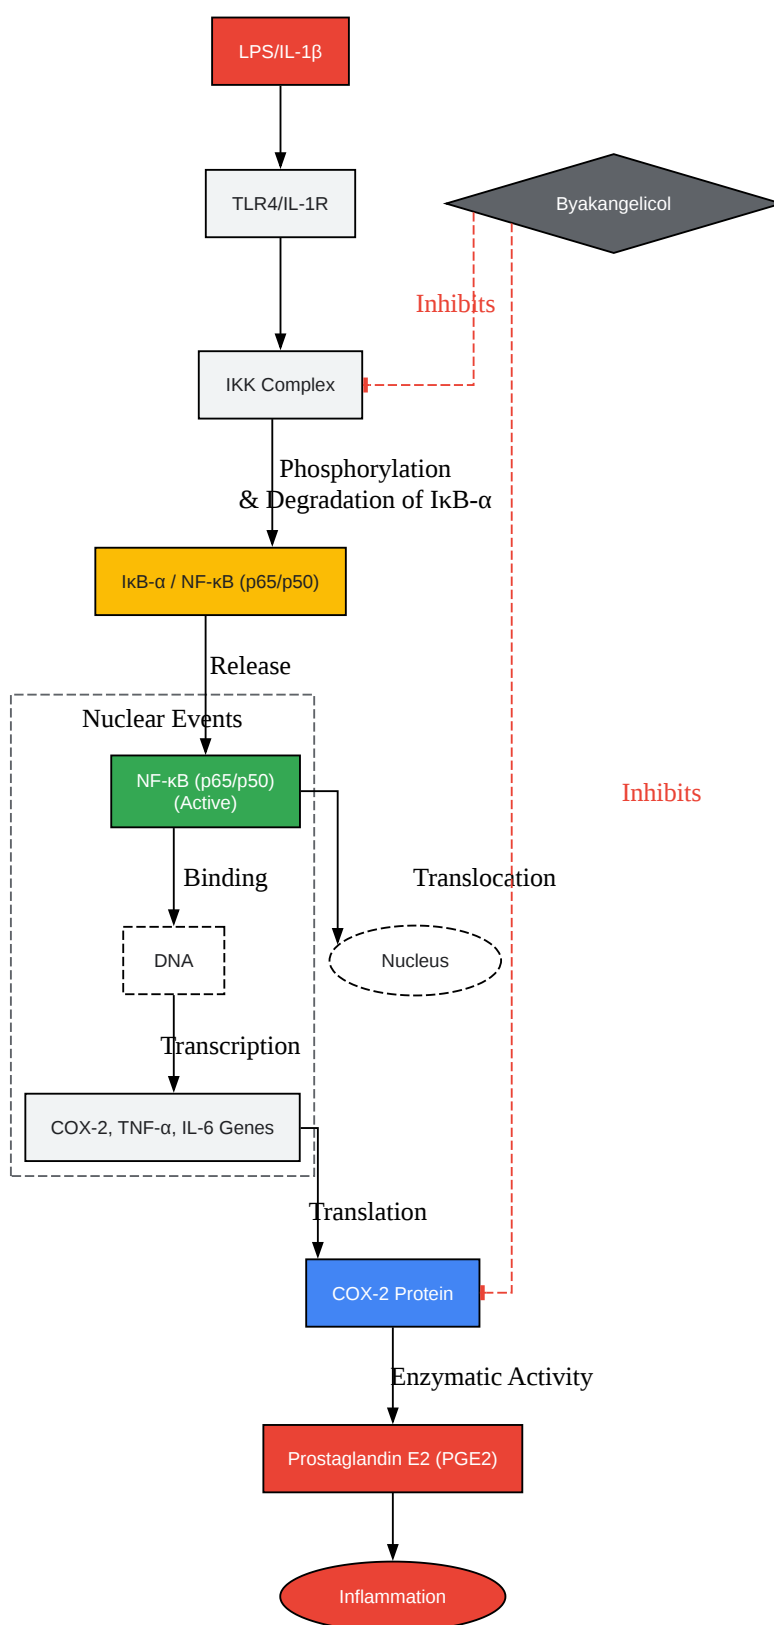 LPS/IL-1β
TLR4/IL-1R
Byakangelicol
Inhibits
IKK Complex
Phosphorylation
& Degradation of IκB-α
IκB-α / NF-κB (p65/p50)
Release
Nuclear Events
NF-κB (p65/p50)
(Active)
Inhibits
Binding
Translocation
DNA
Nucleus
Transcription
COX-2, TNF-α, IL-6 Genes
Translation
COX-2 Protein
Enzymatic Activity
Prostaglandin E2 (PGE2)
Inflammation